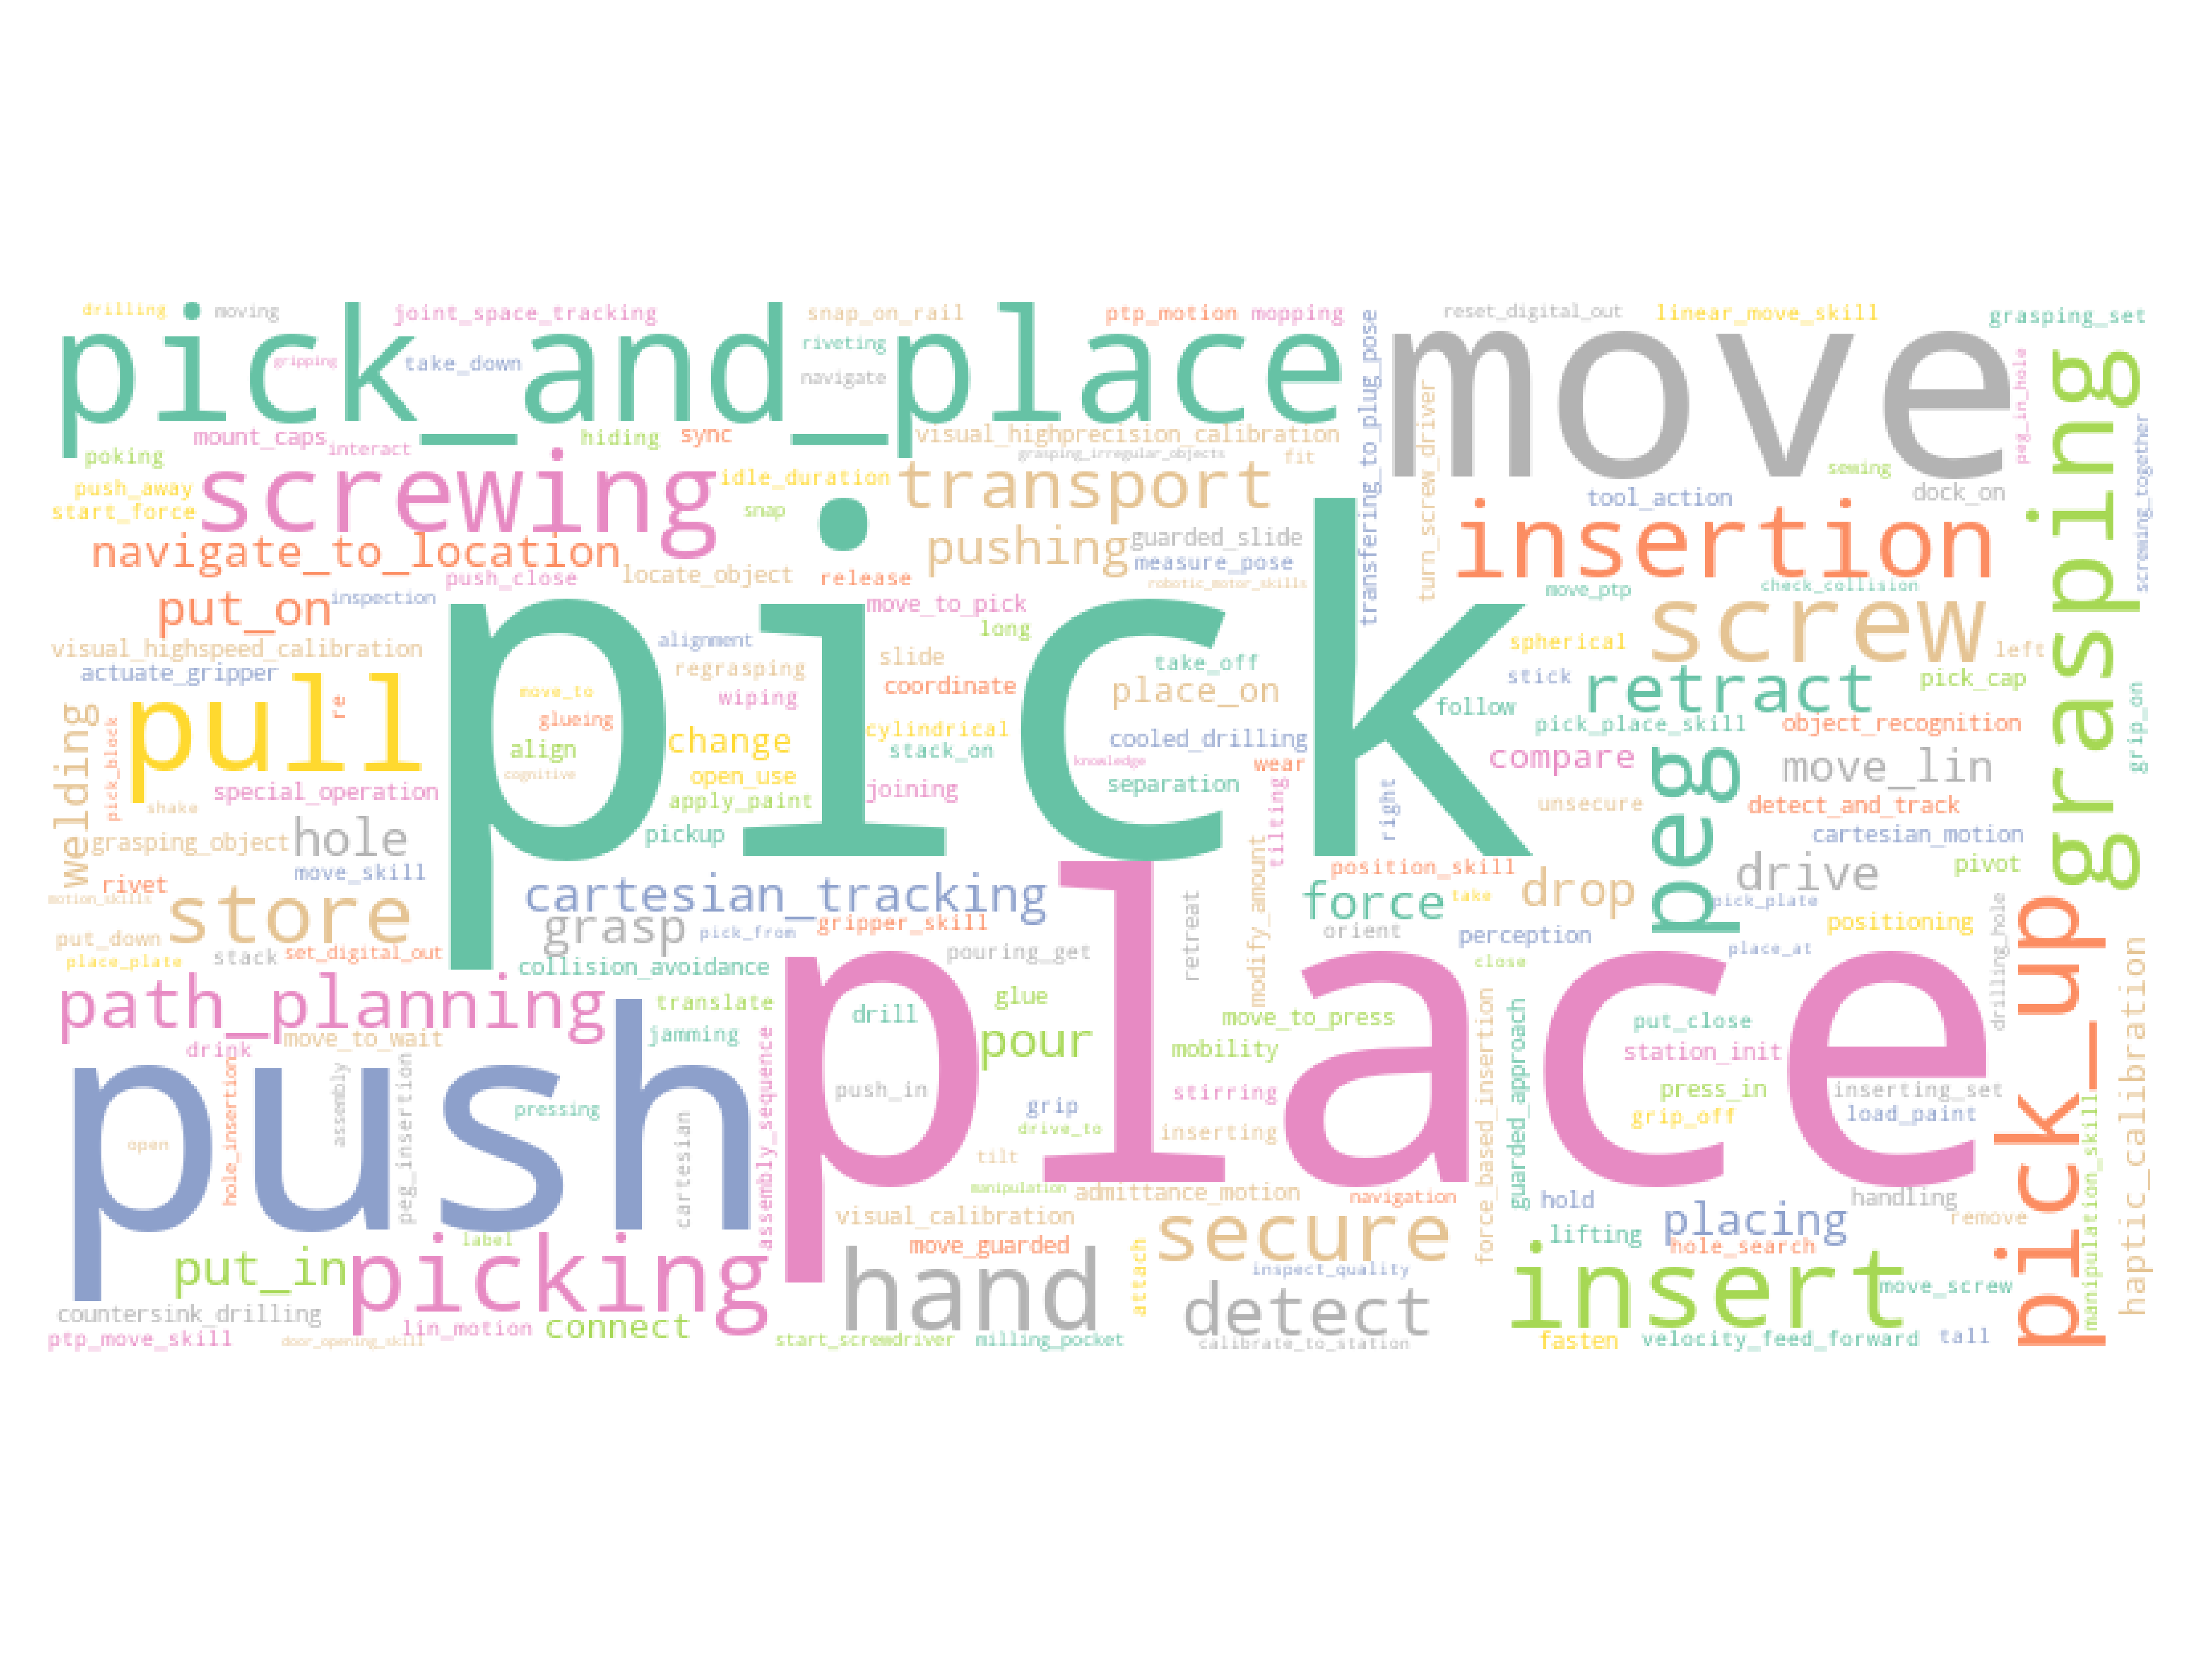 drilling
moving
joint_space_tracking
snap_on_rail
ptp_motion
mopping
reset_digital_out
linear_move_skill
grasping_set
pick_and_place
move
gripping
take_down
riveting
navigate
transfering_to_plug_pose
turn_screw_driver
peg_in_hole
grasping
screwing_together
mount_caps
interact
hiding
sync
visual_highprecision_calibration
grasping_irregular_objects
fit
poking
screwing
idle_duration
transport
sewing
push_away
start_force
snap
tool_action
dock_on
navigate_to_location
pushing
guarded_slide
insertion
measure_pose
push_close
locate_object
release
robotic_motor_skills
move_ptp
check_collision
put_on
inspection
pick
move_to_pick
screw
long
visual_highspeed_calibration
alignment
slide
take_off
spherical
left
actuate_gripper
regrasping
coordinate
stick
retract
pick_cap
pull
re
move_to
wiping
place_on
follow
welding
pick_block
glueing
cylindrical
pick_place_skill
object_recognition
grip_on
align
change
stack_on
cooled_drilling
compare
peg
move_lin
cognitive
open_use
knowledge
wear
special_operation
shake
apply_paint
joining
separation
tilting
right
unsecure
detect_and_track
grasping_object
hole
pickup
cartesian_motion
rivet
move_skill
cartesian_tracking
position_skill
drive
pivot
motion_skills
store
grasp
gripper_skill
modify_amount
force
take
drop
pick_plate
pick_up
put_down
pick_from
orient
perception
positioning
drilling_hole
haptic_calibration
place_plate
stack
set_digital_out
collision_avoidance
pouring_get
retreat
close
place_at
path_planning
translate
glue
place
force_based_insertion
guarded_approach
move_to_wait
jamming
drill
pour
move_to_press
put_close
drink
push
assembly_sequence
mobility
station_init
hole_insertion
assembly
peg_insertion
push_in
stirring
press_in
inserting_set
manipulation_skill
pressing
cartesian
grip
grip_off
load_paint
open
drive_to
inserting
tilt
manipulation
admittance_motion
navigation
hold
handling
visual_calibration
secure
lifting
placing
remove
label
move_guarded
hole_search
put_in
picking
hand
attach
inspect_quality
insert
move_screw
countersink_drilling
lin_motion
connect
detect
ptp_move_skill
door_opening_skill
start_screwdriver
milling_pocket
calibrate_to_station
fasten
velocity_feed_forward
tall